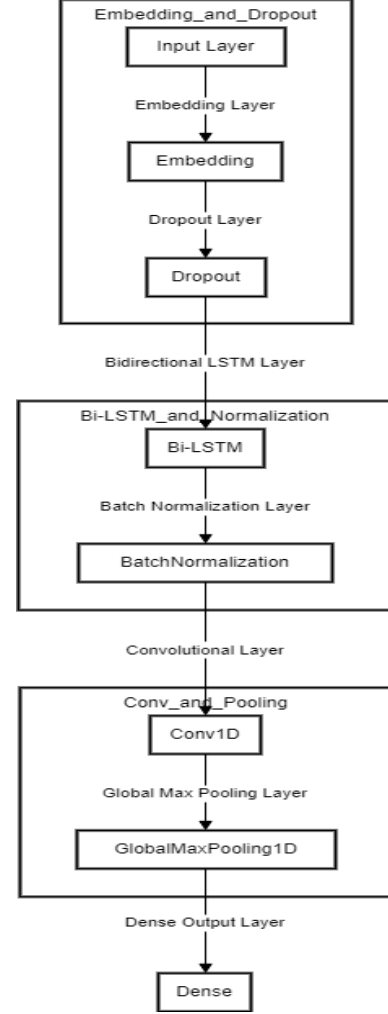 Embedding_and_Dropout
Input Layer
Embedding Layer
Embedding
Dropout Layer
Dropout
Bidirectional LSTM Layer
Bi-LSTM_and_Normalization
Bi-LSTM
Batch Normalization Layer
BatchNormalization
Convolutional Layer
Conv_and_Pooling
Conv1D
Global Max Pooling Layer
GlobalMaxPooling1D
Dense Output Layer
Dense